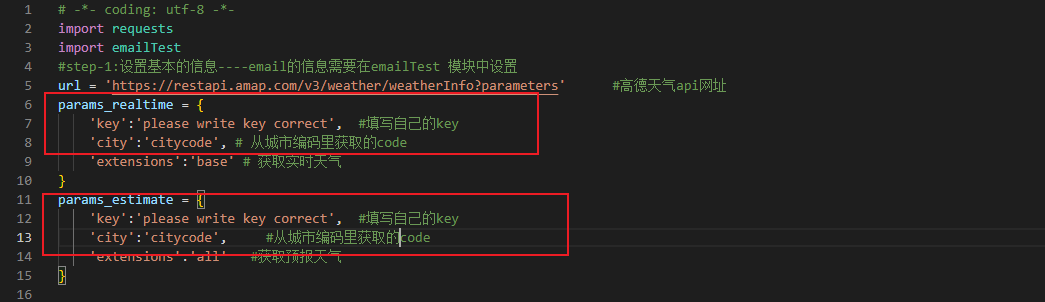 1 # -*- coding: utf-8 -*-
2 import requests
3 import emailTest
4 #step-1:设置基本的信息----email的信息需要在emailTest 模块中设置
5 url = 'https://restapi.amap.com/v3/weather/weatherInfo?parameters' #高德天气api网址
6 params_realtime = {
7 'key':'please write key correct', #填写自己的key
8 'city':'citycode', # 从城市编码里获取的code
9 'extensions':'base' # 获取实时天气
10 }
11 params_estimate = {
12 'key':'please write key correct', #填写自己的key
13 'city':'citycode', #从城市编码里获取的code
14 'extensions':'all' #获取预报天气
15 }
16